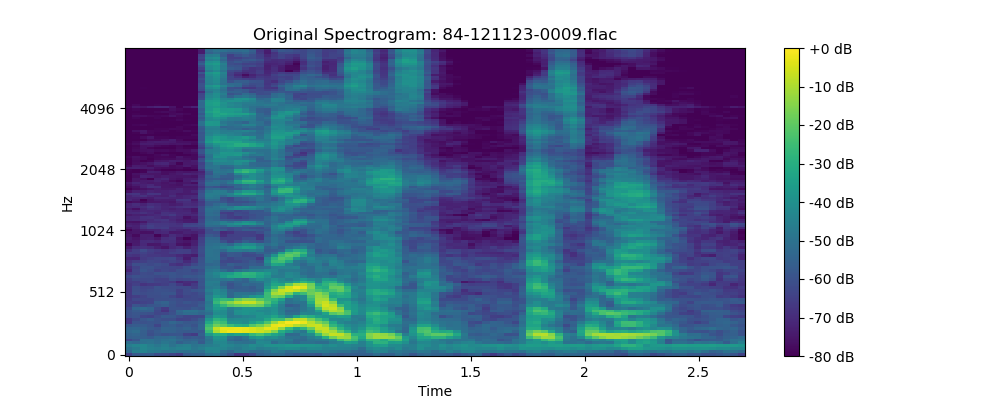 Original Spectrogram: 84-121123-0009.flac
+0 dB
-10 dB
-20 dB
-30 dB
-40 dB
-50 dB
-60 dB
-70 dB
-80 dB
4096
2048
1024
512
0
Hz
0
0.5
1
1.5
2
2.5
Time